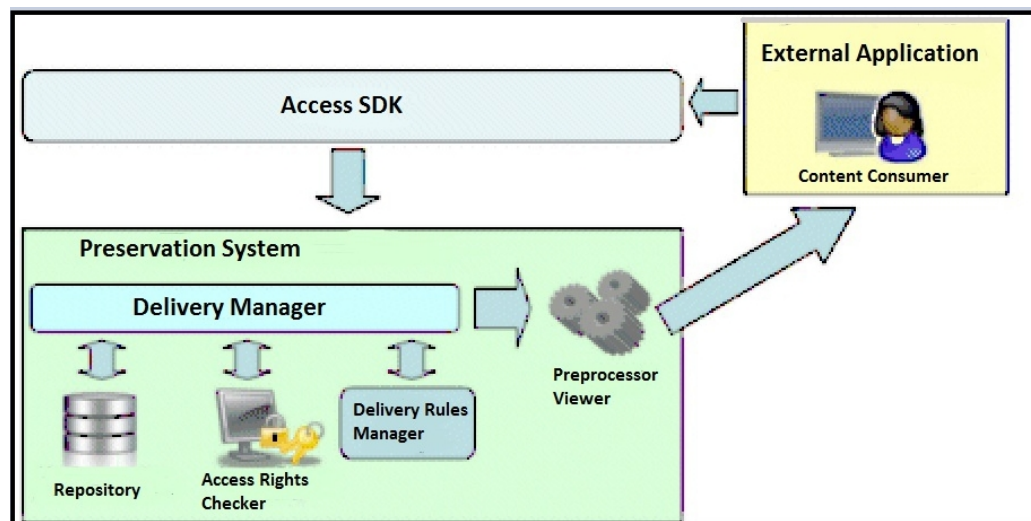 External Application
Access SDK
Content Consumer
Preservation System
Delivery Manager
Preprocessor
Viewer
Delivery Rules
Manager
Repository
Access Rights
Checker